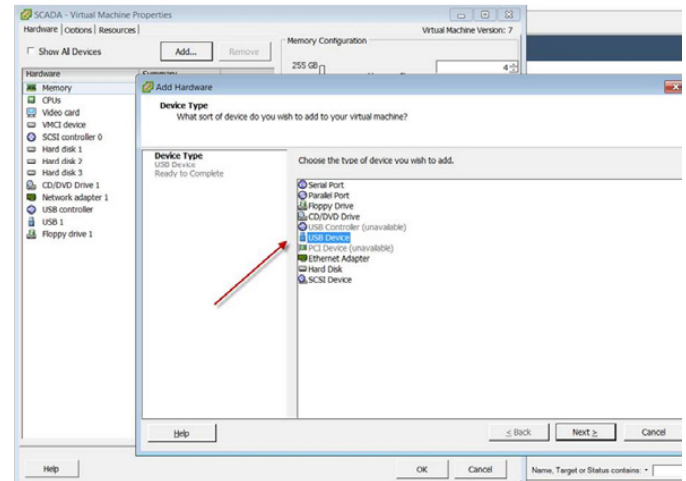 SCADA - Virtual Machine Properties
Hardware Options Resources
Virtual Machine Version: 7
Show All Devices
Add...
Remove
Memory Configuration
255 GB
4
Hardware
Summary
Memory
CPUs
Video card
VMCI device
SCSI controller 0
Hard disk 1
Hard disk 2
Hard disk 3
CD/DVD Drive 1
Network adapter 1
USB controller
USB 1
Floppy drive 1
Add Hardware
Device Type
What sort of device do you wish to add to your virtual machine?
Device Type
USB Device
Ready to Complete
Choose the type of device you wish to add.
Serial Port
Parallel Port
Floppy Drive
CD/DVD Drive
USB Controller (unavailable)
USB Device
PCI Device (unavailable)
Ethernet Adapter
Hard Disk
SCSI Device
Help
≤ Back
Next ≥
Cancel
Help
OK
Cancel
Name, Target or Status contains: